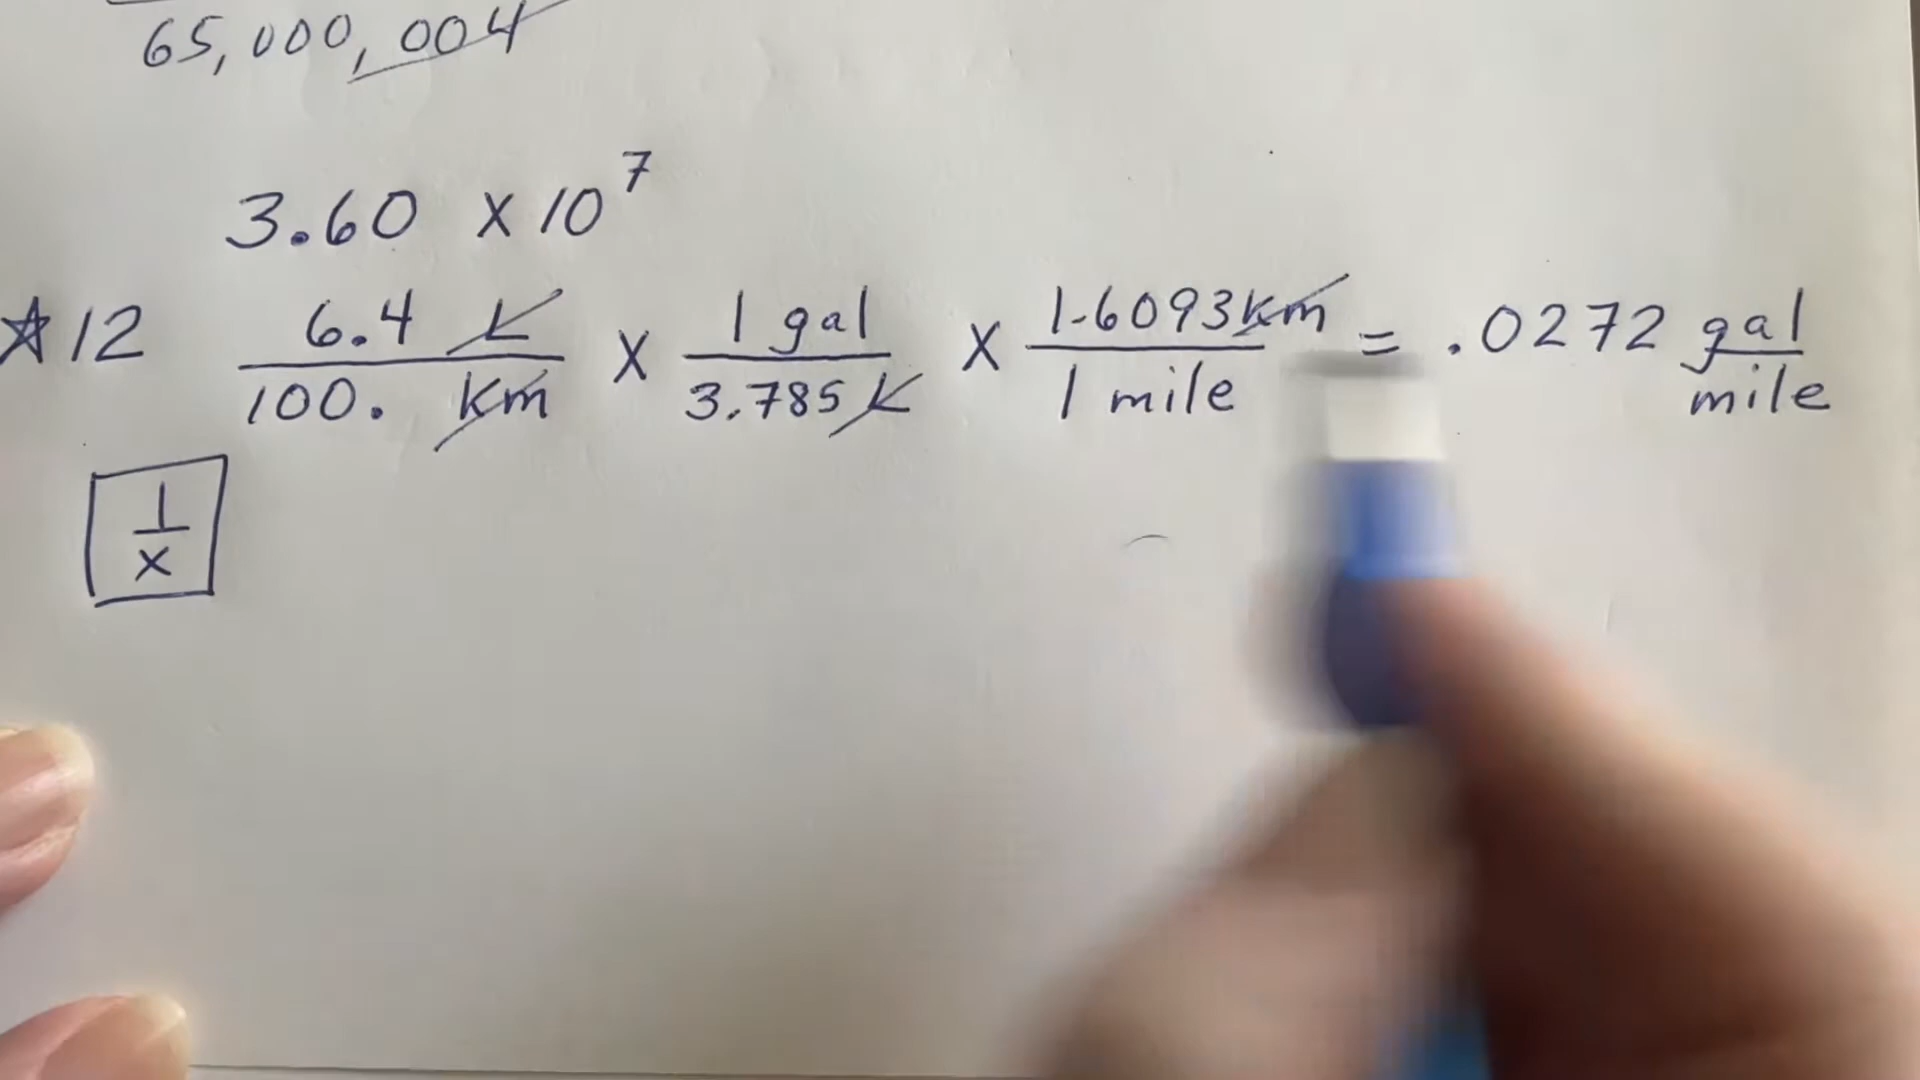 65,000,004
3.60 x 10^7
☆12 6.4 L / 100. km x 1 gal / 3.785 L x 1.6093 km / 1 mile = .0272 gal / mile
1/x